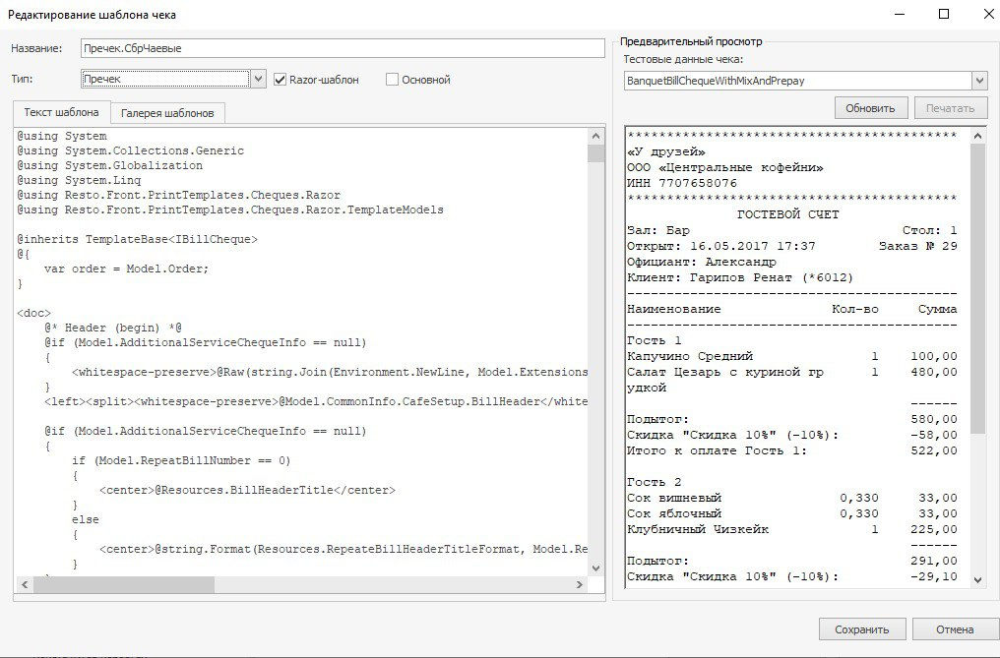 Редактирование шаблона чека
Название:
Пречек.СбрЧаевые
Тип:
Пречек
Razor-шаблон
Основной
Текст шаблона
Галерея шаблонов
@using System
@using System.Collections.Generic
@using System.Globalization
@using System.Linq
@using Resto.Front.PrintTemplates.Cheques.Razor
@using Resto.Front.PrintTemplates.Cheques.Razor.TemplateModels
@inherits TemplateBase<IBillCheque>
@{
var order = Model.Order;
}
<doc>
@* Header (begin) *@
@if (Model.AdditionalServiceChequeInfo == null)
{
<whitespace-preserve>@Raw(string.Join(Environment.NewLine, Model.Extensions
}
<left><split><whitespace-preserve>@Model.CommonInfo.CafeSetup.BillHeader</white
@if (Model.AdditionalServiceChequeInfo == null)
{
if (Model.RepeatBillNumber == 0)
{
<center>@Resources.BillHeaderTitle</center>
}
else
{
<center>@string.Format(Resources.RepeateBillHeaderTitleFormat, Model.Re
}
Предварительный просмотр
Тестовые данные чека:
BanquetBillChequeWithMixAndPrepay
Обновить
Печатать
******************************************
«У друзей»
ООО «Центральные кофейни»
ИНН 7707658076
******************************************
ГОСТЕВОЙ СЧЕТ
Зал: Бар Стол: 1
Открыт: 16.05.2017 17:37 Заказ № 29
Официант: Александр
Клиент: Гарипов Ренат (*6012)
------------------------------------------
Наименование Кол-во Сумма
------------------------------------------
Гость 1
Капучино Средний 1 100,00
Салат Цезарь с куриной гр 1 480,00
удкой
------
Подытог: 580,00
Скидка "Скидка 10%" (-10%): -58,00
Итого к оплате Гость 1: 522,00
Гость 2
Сок вишневый 0,330 33,00
Сок яблочный 0,330 33,00
Клубничный Чизкейк 1 225,00
------
Подытог: 291,00
Скидка "Скидка 10%" (-10%): -29,10
Сохранить
Отмена